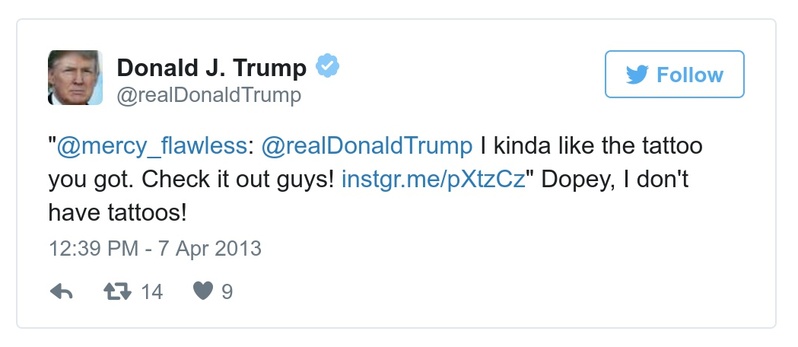 Donald J. Trump
@realDonaldTrump
Follow
"@mercy_flawless: @realDonaldTrump I kinda like the tattoo
you got. Check it out guys! instgr.me/pXtzCz" Dopey, I don't
have tattoos!
12:39 PM - 7 Apr 2013
14 9